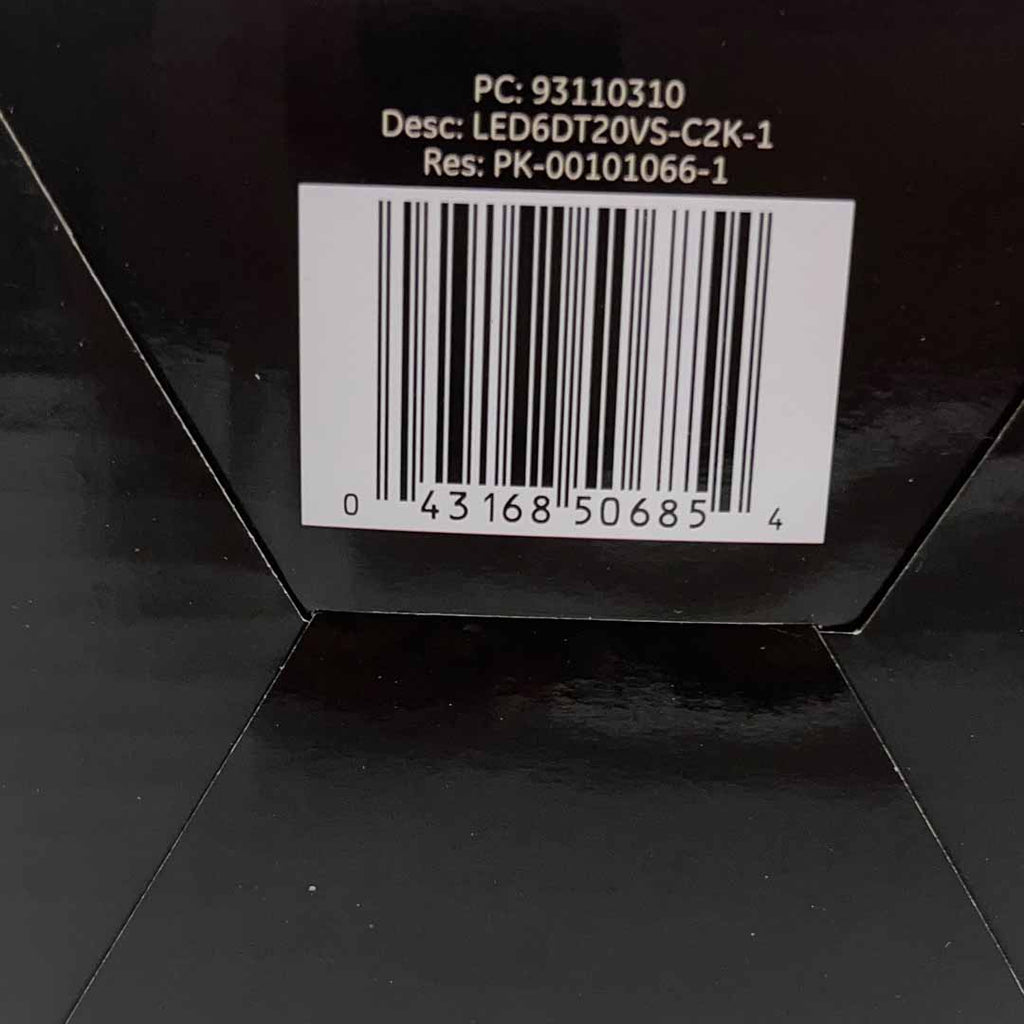 PC: 93110310
Desc: LED6DT20VS-C2K-1
Res: PK-00101066-1
0 43168 50685 4